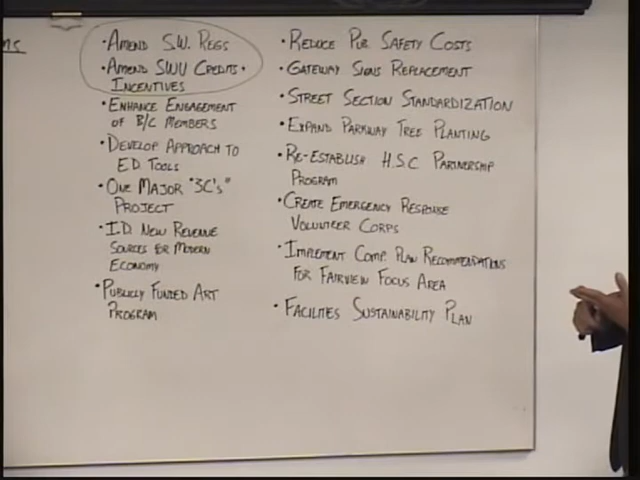 • AMEND S.W. REGS
• AMEND SWU CREDITS +
INCENTIVES
• ENHANCE ENGAGEMENT
OF B/C MEMBERS
• DEVELOP APPROACH TO
E.D. TOOLS
• ONE MAJOR "3C's"
PROJECT
• I.D. NEW REVENUE
SOURCES FOR MODERN
ECONOMY
• PUBLICLY FUNDED ART
PROGRAM
• REDUCE PUB SAFETY COSTS
• GATEWAY SIGNS REPLACEMENT
• STREET SECTION STANDARDIZATION
• EXPAND PARKWAY TREE PLANTING
• RE-ESTABLISH H.S.C PARTNERSHIP
PROGRAM
• CREATE EMERGENCY RESPONSE
VOLUNTEER CORPS
• IMPLEMENT COMP. PLAN RECOMMENDATIONS
FOR FAIRVIEW FOCUS AREA
• FACILITES SUSTAINABILITY PLAN